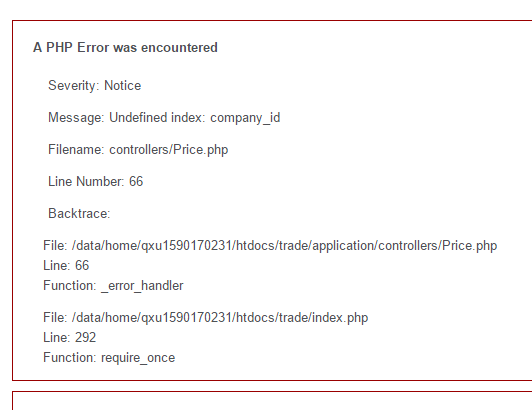 A PHP Error was encountered
Severity: Notice
Message: Undefined index: company_id
Filename: controllers/Price.php
Line Number: 66
Backtrace:
File: /data/home/qxu1590170231/htdocs/trade/application/controllers/Price.php
Line: 66
Function: _error_handler
File: /data/home/qxu1590170231/htdocs/trade/index.php
Line: 292
Function: require_once